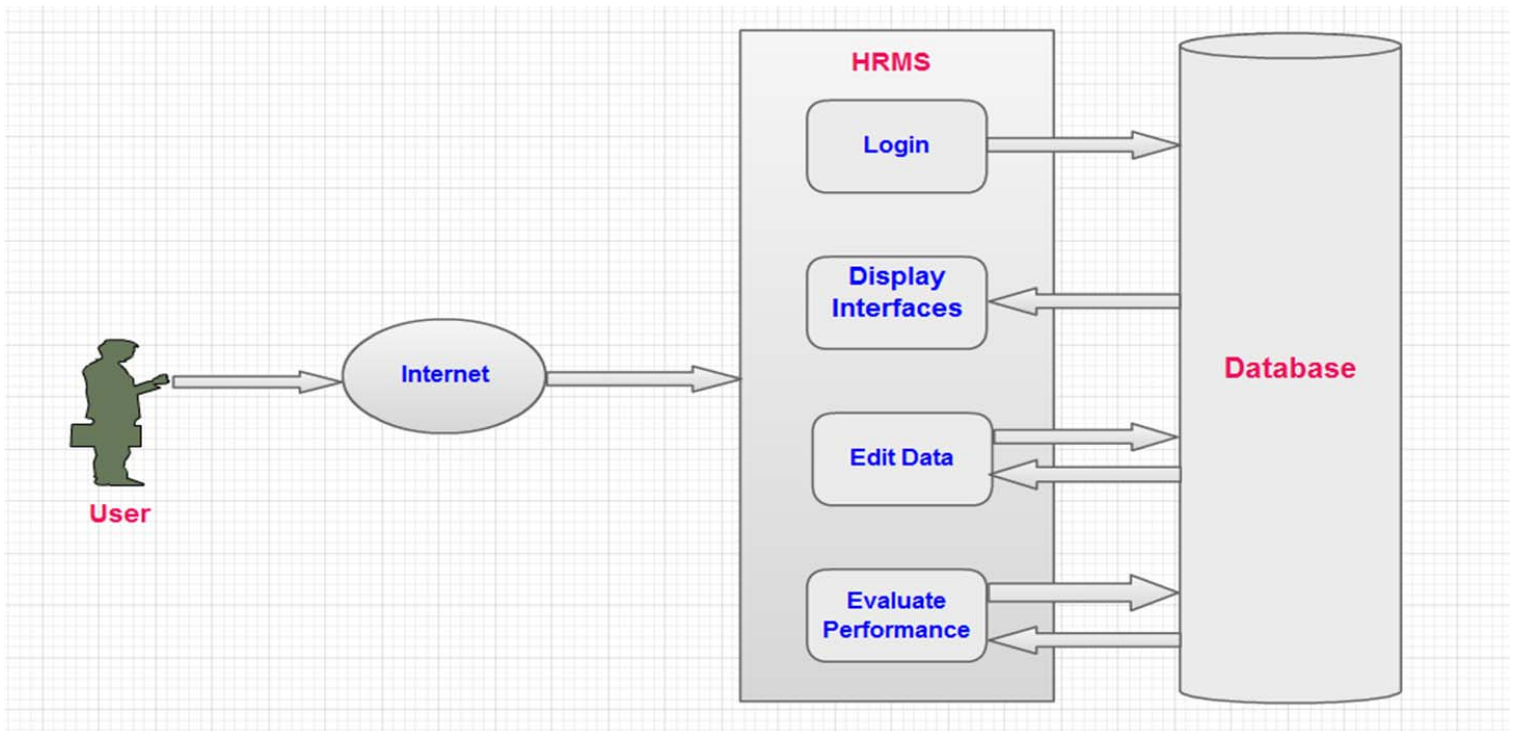 HRMS
Login
Display
Interfaces
Internet
Database
Edit Data
User
Evaluate
Performance